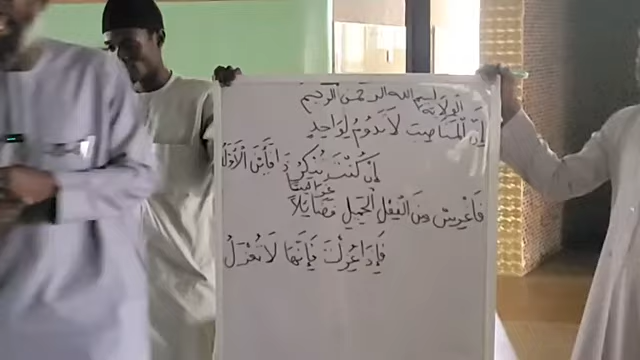 بسم الله الرحمن الرحيم
الولاية
إن المناصب لا تدوم لواحد
إن كنت تنكر ذا فأين الأول
فاغرس من الفعل الجميل فضائلا
فإذا عزلت فإنها لا تعزل